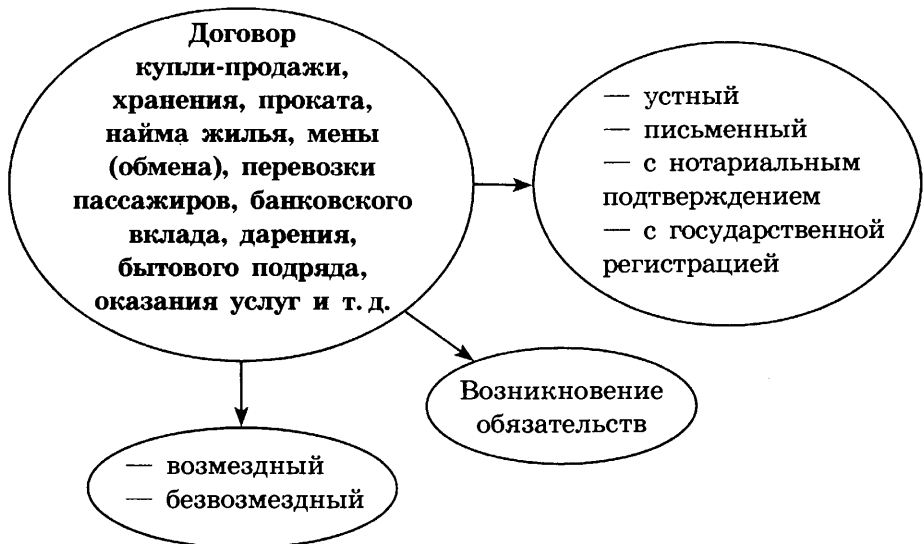 Договор
купли-продажи,
хранения, проката,
найма жилья, мены
(обмена), перевозки
пассажиров, банковского
вклада, дарения,
бытового подряда,
оказания услуг и т. д.
— устный
— письменный
— с нотариальным
подтверждением
— с государственной
регистрацией
Возникновение
обязательств
— возмездный
— безвозмездный